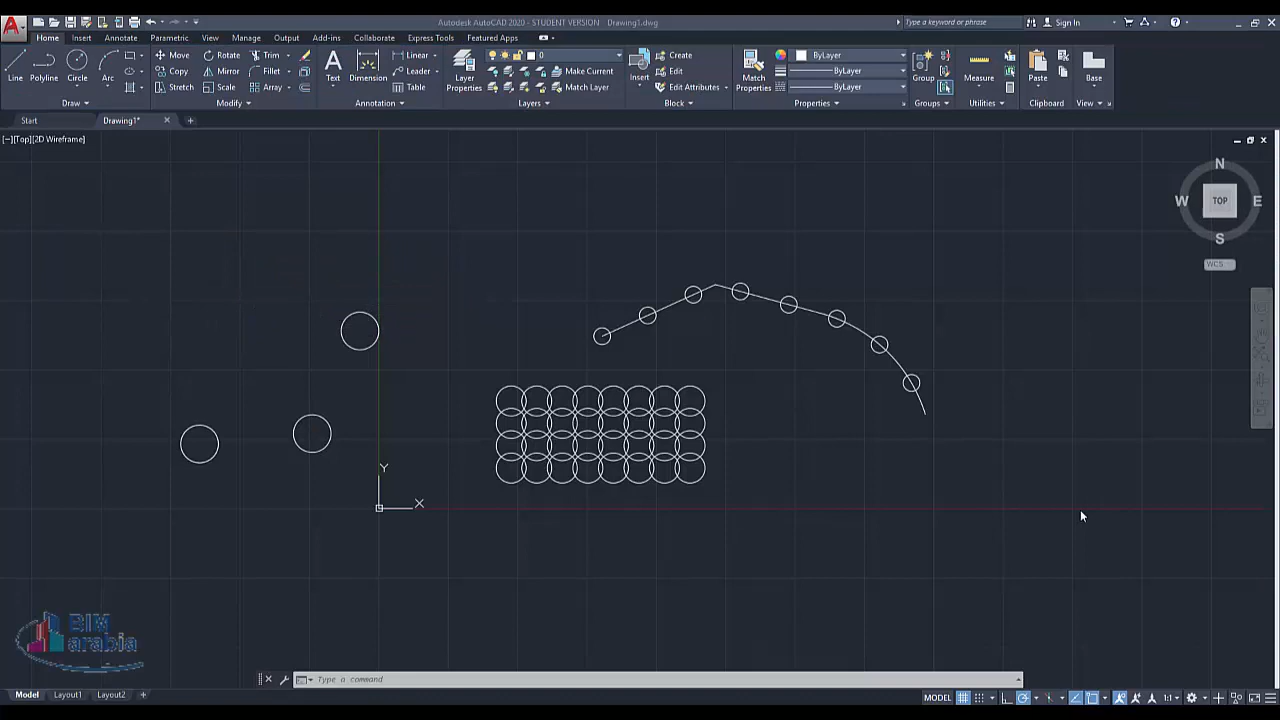 Autodesk AutoCAD 2020 - STUDENT VERSION Drawing1.dwg
Type a keyword or phrase
Sign In
Home Insert Annotate Parametric View Manage Output Add-ins Collaborate Express Tools Featured Apps
Line Polyline Circle Arc
Move Rotate Trim
Copy Mirror Fillet
Stretch Scale Array
Text Dimension
Linear
Leader
Table
Layer Properties
0
Make Current
Match Layer
Insert
Create
Edit
Edit Attributes
Match Properties
ByLayer
ByLayer
ByLayer
Group
Measure
Paste
Base
Draw Modify Annotation Layers Block Properties Groups Utilities Clipboard View
Start Drawing1*
[−][Top][2D Wireframe]
N
W TOP E
S
WCS
Y
X
BIM
arabia
Type a command
Model Layout1 Layout2
MODEL
1:1